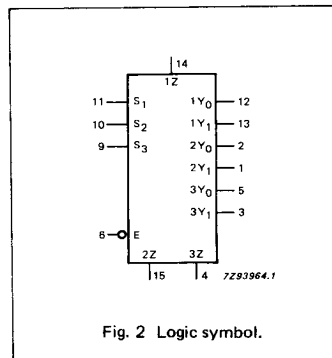 14
1Z
11 S1 1Y0 12
10 S2 1Y1 13
9 S3 2Y0 2
2Y1 1
3Y0 5
3Y1 3
6 E
2Z 3Z
15 4 7Z93964.1
Fig. 2 Logic symbol.